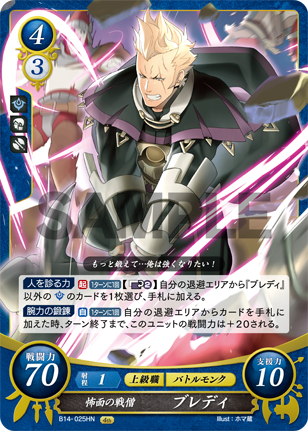 4
3
SAMPLE
もっと鍛えて…俺は強くなりたい！
人を診る力 起 1ターンに1回 2 自分の退避エリアから『ブレディ』
以外の のカードを1枚選び、手札に加える。
腕力の鍛錬 自 1ターンに1回 自分の退避エリアからカードを手札に
加えた時、ターン終了まで、このユニットの戦闘力は＋20される。
戦闘力
70
射程 1 上級職 バトルモンク
支援力
10
怖面の戦僧 ブレディ
B14-025HN 4th Illust：ホマ蔵